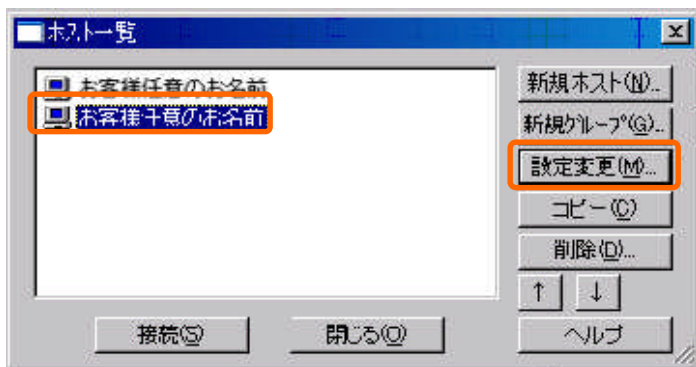 ホスト一覧
お客様任意のお名前
お客様任意のお名前
新規ホスト(N)..
新規グループ(G)..
設定変更(M)...
コピー(C)
削除(D)...
↑ ↓
接続(S)
閉じる(O)
ヘルプ